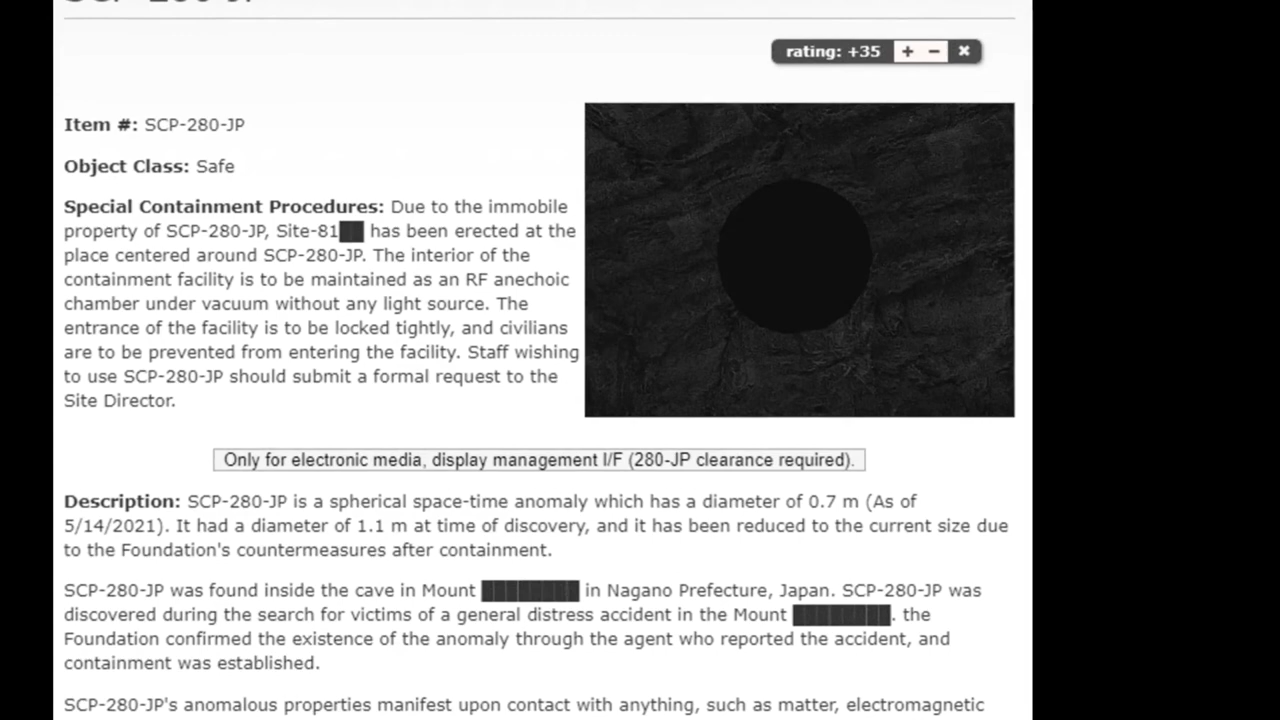 rating: +35 + − ✖
Item #: SCP-280-JP
Object Class: Safe
Special Containment Procedures: Due to the immobile
property of SCP-280-JP, Site-81██ has been erected at the
place centered around SCP-280-JP. The interior of the
containment facility is to be maintained as an RF anechoic
chamber under vacuum without any light source. The
entrance of the facility is to be locked tightly, and civilians
are to be prevented from entering the facility. Staff wishing
to use SCP-280-JP should submit a formal request to the
Site Director.
Only for electronic media, display management I/F (280-JP clearance required).
Description: SCP-280-JP is a spherical space-time anomaly which has a diameter of 0.7 m (As of
5/14/2021). It had a diameter of 1.1 m at time of discovery, and it has been reduced to the current size due
to the Foundation's countermeasures after containment.
SCP-280-JP was found inside the cave in Mount ████████ in Nagano Prefecture, Japan. SCP-280-JP was
discovered during the search for victims of a general distress accident in the Mount ████████. the
Foundation confirmed the existence of the anomaly through the agent who reported the accident, and
containment was established.
SCP-280-JP's anomalous properties manifest upon contact with anything, such as matter, electromagnetic